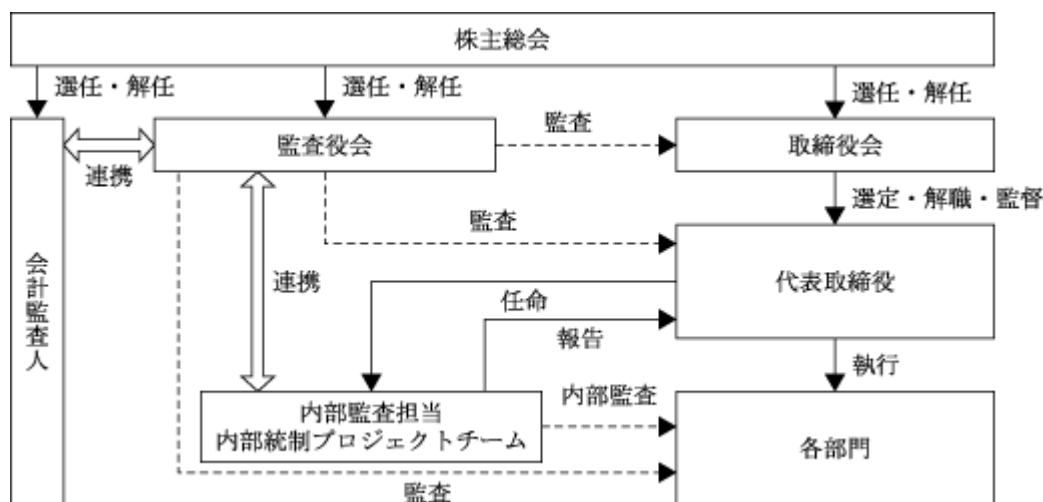 株主総会
選任・解任
選任・解任
選任・解任
監査役会
監査
取締役会
連携
選定・解職・監督
監査
会計監査人
連携
代表取締役
任命
報告
執行
内部監査担当
内部統制プロジェクトチーム
内部監査
各部門
監査